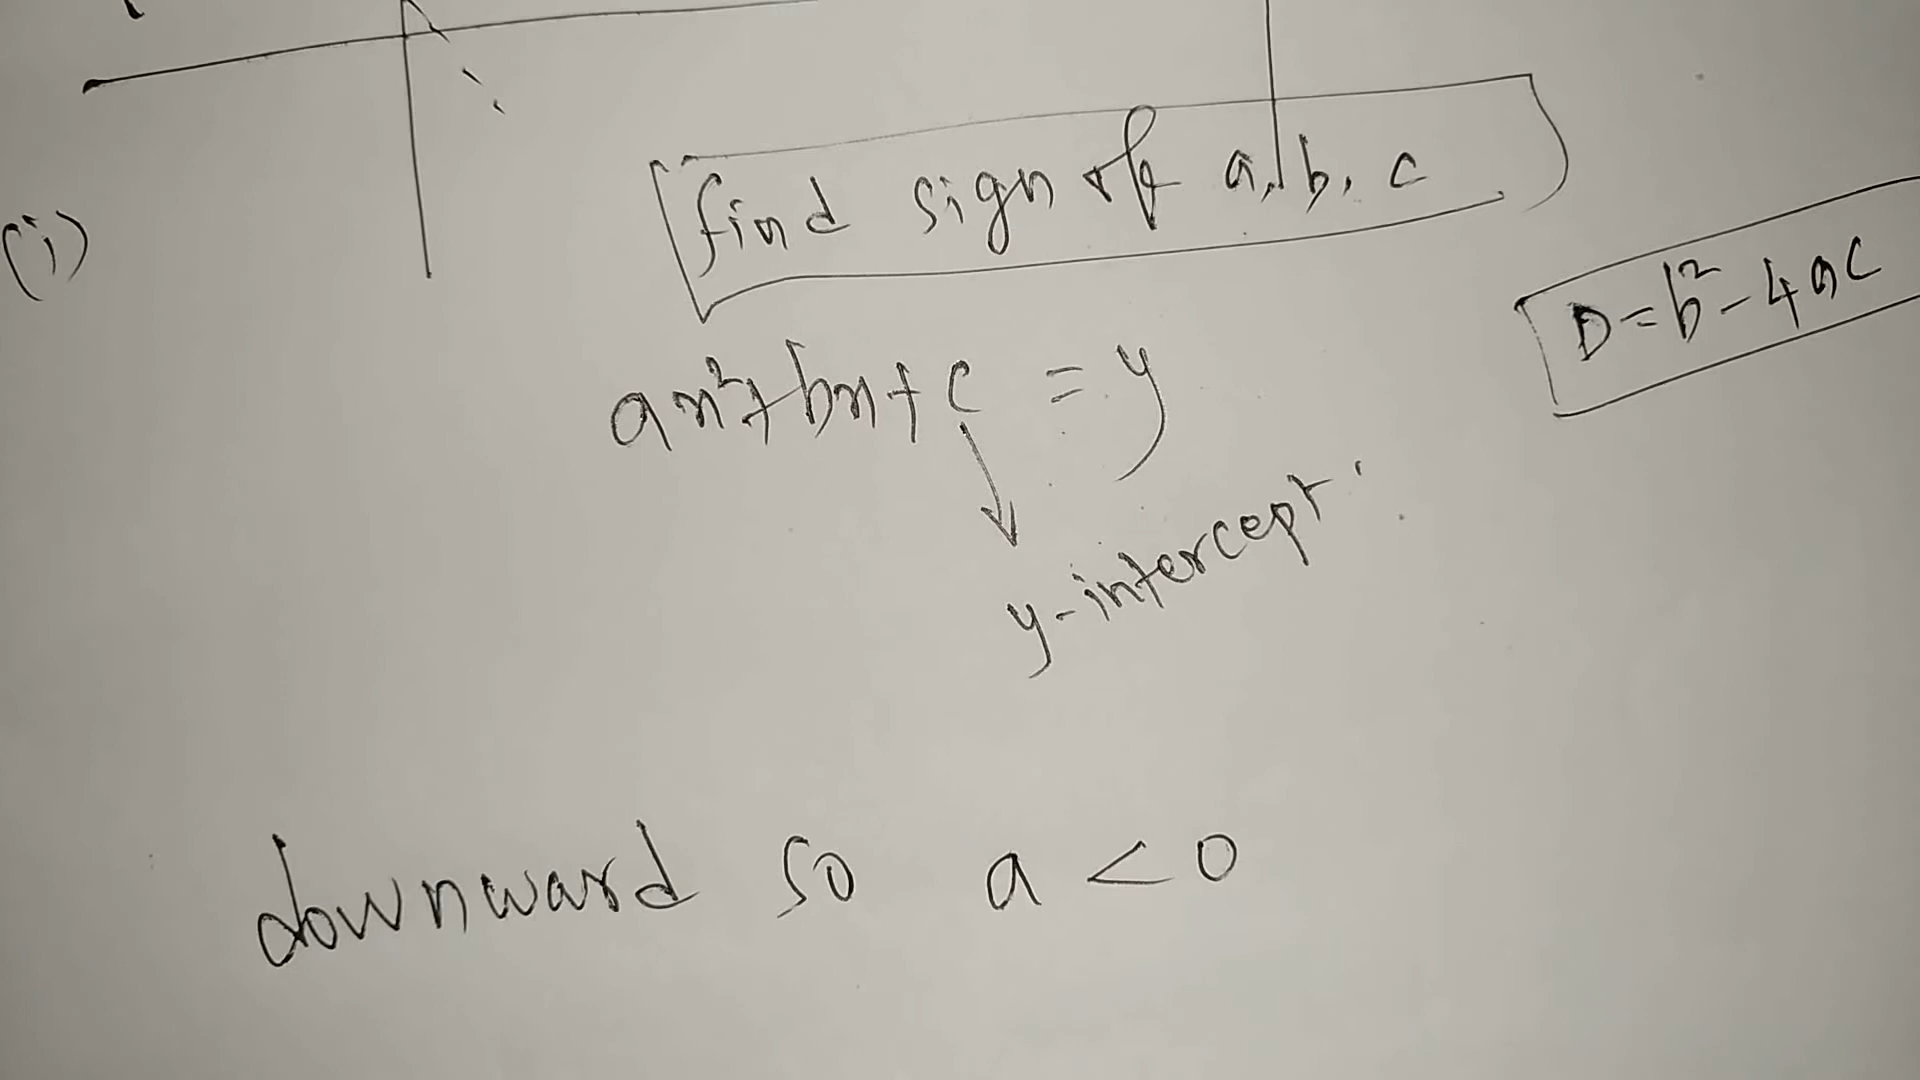 (i)
find sign of a, b, c
D = b² - 4ac
ax² + bx + c = y
y-intercept
downward so a < 0